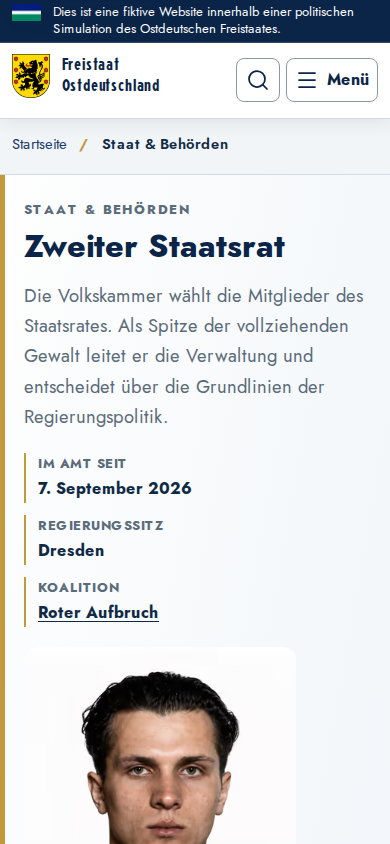 Dies ist eine fiktive Website innerhalb einer politischen
Simulation des Ostdeutschen Freistaates.
Freistaat
Ostdeutschland
Menü
Startseite / Staat & Behörden
STAAT & BEHÖRDEN
Zweiter Staatsrat
Die Volkskammer wählt die Mitglieder des
Staatsrates. Als Spitze der vollziehenden
Gewalt leitet er die Verwaltung und
entscheidet über die Grundlinien der
Regierungspolitik.
IM AMT SEIT
7. September 2026
REGIERUNGSSITZ
Dresden
KOALITION
Roter Aufbruch